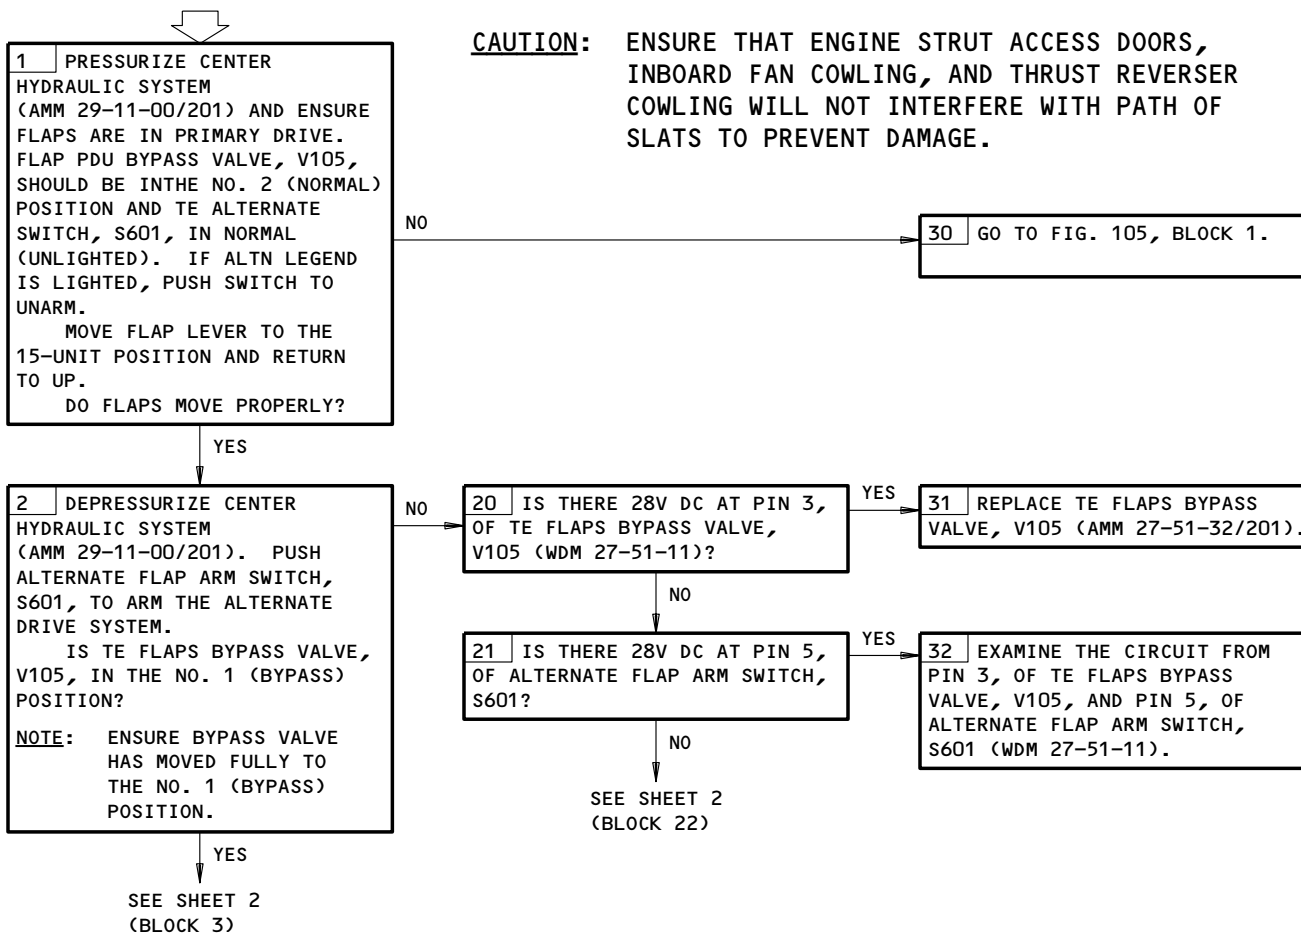 CAUTION: ENSURE THAT ENGINE STRUT ACCESS DOORS,
INBOARD FAN COWLING, AND THRUST REVERSER
COWLING WILL NOT INTERFERE WITH PATH OF
SLATS TO PREVENT DAMAGE.
1 PRESSURIZE CENTER
HYDRAULIC SYSTEM
(AMM 29-11-00/201) AND ENSURE
FLAPS ARE IN PRIMARY DRIVE.
FLAP PDU BYPASS VALVE, V105,
SHOULD BE INTHE NO. 2 (NORMAL)
POSITION AND TE ALTERNATE
SWITCH, S601, IN NORMAL
(UNLIGHTED). IF ALTN LEGEND
IS LIGHTED, PUSH SWITCH TO
UNARM.
MOVE FLAP LEVER TO THE
15-UNIT POSITION AND RETURN
TO UP.
DO FLAPS MOVE PROPERLY?
NO
30 GO TO FIG. 105, BLOCK 1.
YES
2 DEPRESSURIZE CENTER
HYDRAULIC SYSTEM
(AMM 29-11-00/201). PUSH
ALTERNATE FLAP ARM SWITCH,
S601, TO ARM THE ALTERNATE
DRIVE SYSTEM.
IS TE FLAPS BYPASS VALVE,
V105, IN THE NO. 1 (BYPASS)
POSITION?
NOTE: ENSURE BYPASS VALVE
HAS MOVED FULLY TO
THE NO. 1 (BYPASS)
POSITION.
NO
20 IS THERE 28V DC AT PIN 3,
OF TE FLAPS BYPASS VALVE,
V105 (WDM 27-51-11)?
YES
31 REPLACE TE FLAPS BYPASS
VALVE, V105 (AMM 27-51-32/201).
NO
21 IS THERE 28V DC AT PIN 5,
OF ALTERNATE FLAP ARM SWITCH,
S601?
YES
32 EXAMINE THE CIRCUIT FROM
PIN 3, OF TE FLAPS BYPASS
VALVE, V105, AND PIN 5, OF
ALTERNATE FLAP ARM SWITCH,
S601 (WDM 27-51-11).
NO
SEE SHEET 2
(BLOCK 22)
YES
SEE SHEET 2
(BLOCK 3)